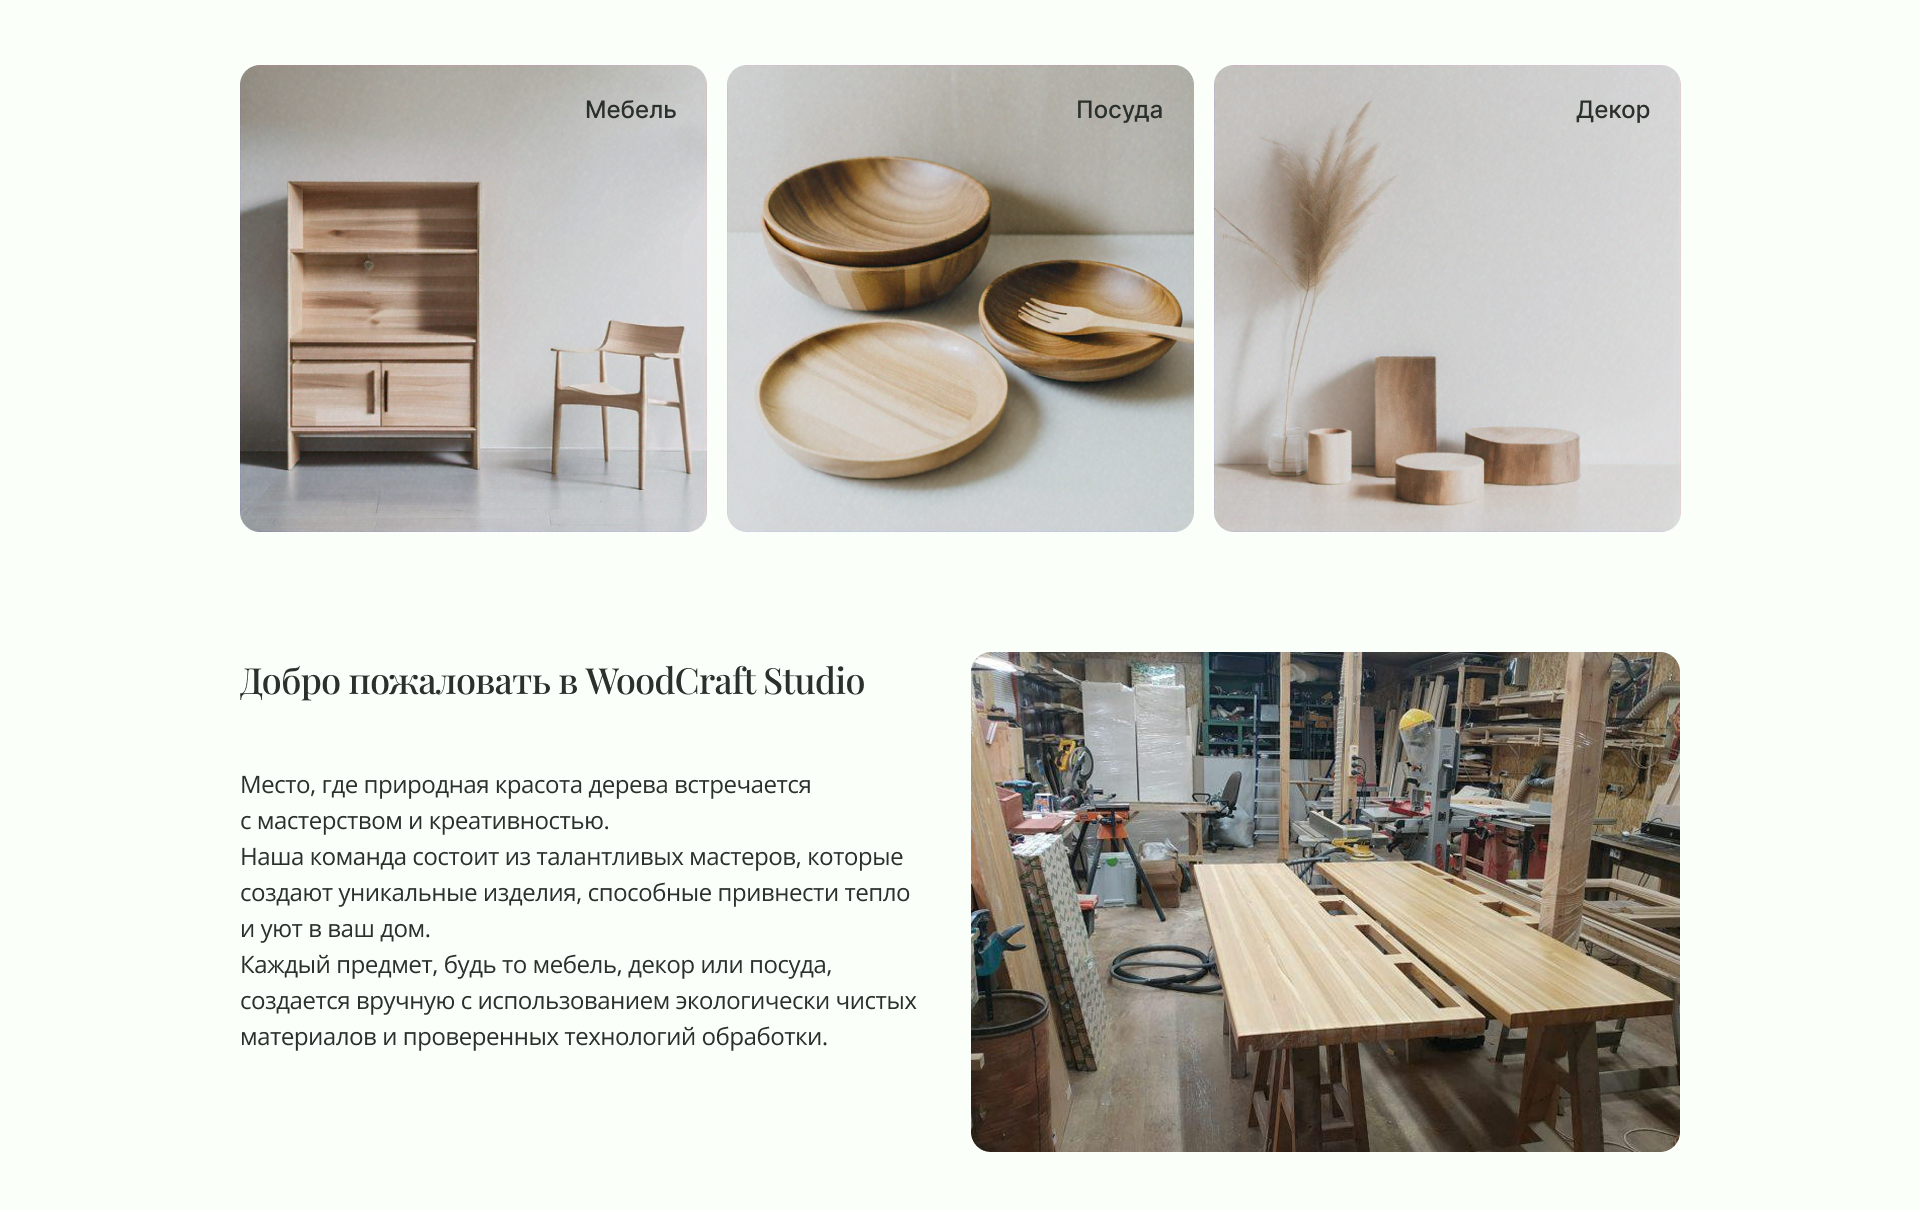 Мебель
Посуда
Декор
Добро пожаловать в WoodCraft Studio
Место, где природная красота дерева встречается
с мастерством и креативностью.
Наша команда состоит из талантливых мастеров, которые
создают уникальные изделия, способные привнести тепло
и уют в ваш дом.
Каждый предмет, будь то мебель, декор или посуда,
создается вручную с использованием экологически чистых
материалов и проверенных технологий обработки.